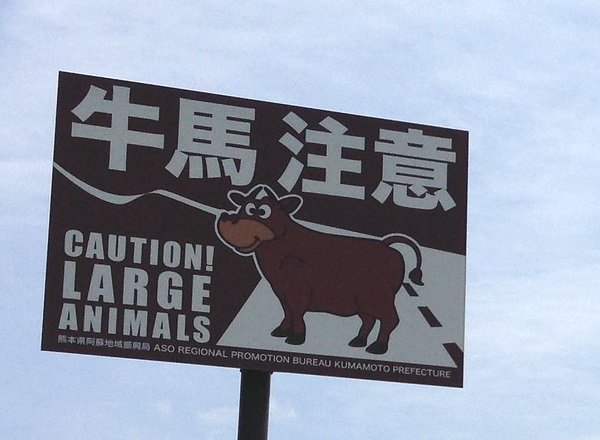 牛馬 注意
CAUTION!
LARGE
ANIMALS
熊本県阿蘇地域振興局 ASO REGIONAL PROMOTION BUREAU KUMAMOTO PREFECTURE